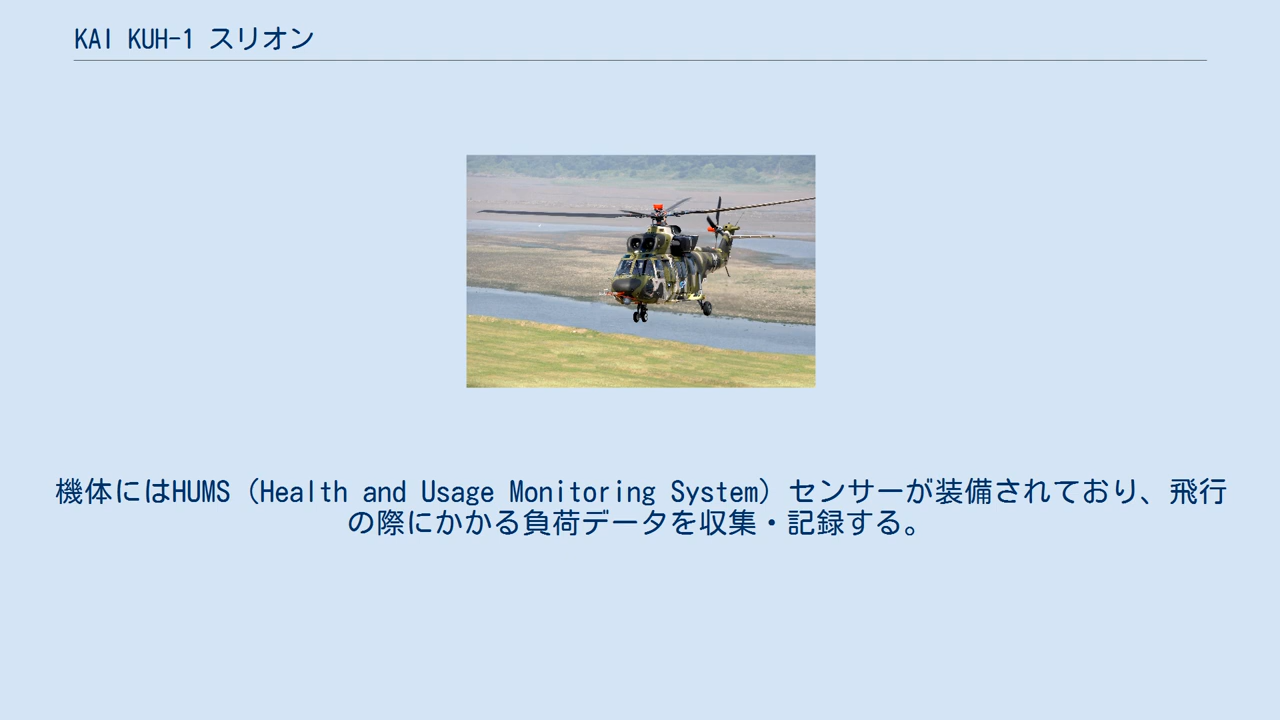 KAI KUH-1 スリオン
機体にはHUMS（Health and Usage Monitoring System）センサーが装備されており、飛行
の際にかかる負荷データを収集・記録する。